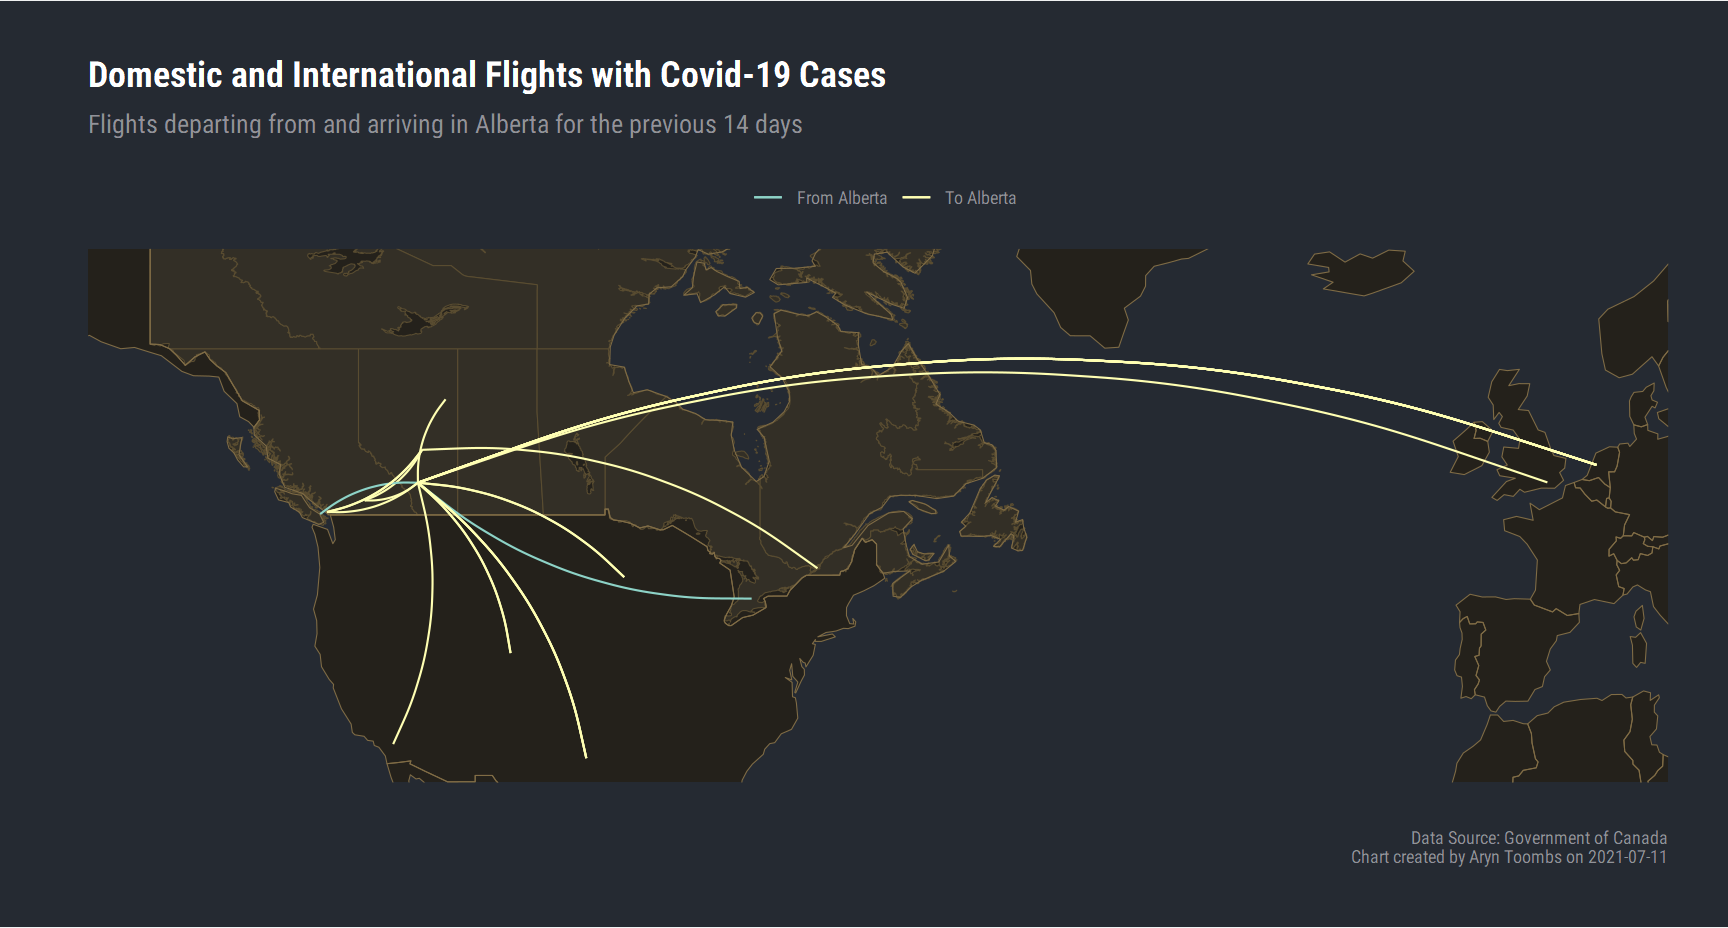 Domestic and International Flights with Covid-19 Cases
Flights departing from and arriving in Alberta for the previous 14 days
From Alberta To Alberta
Data Source: Government of Canada
Chart created by Aryn Toombs on 2021-07-11